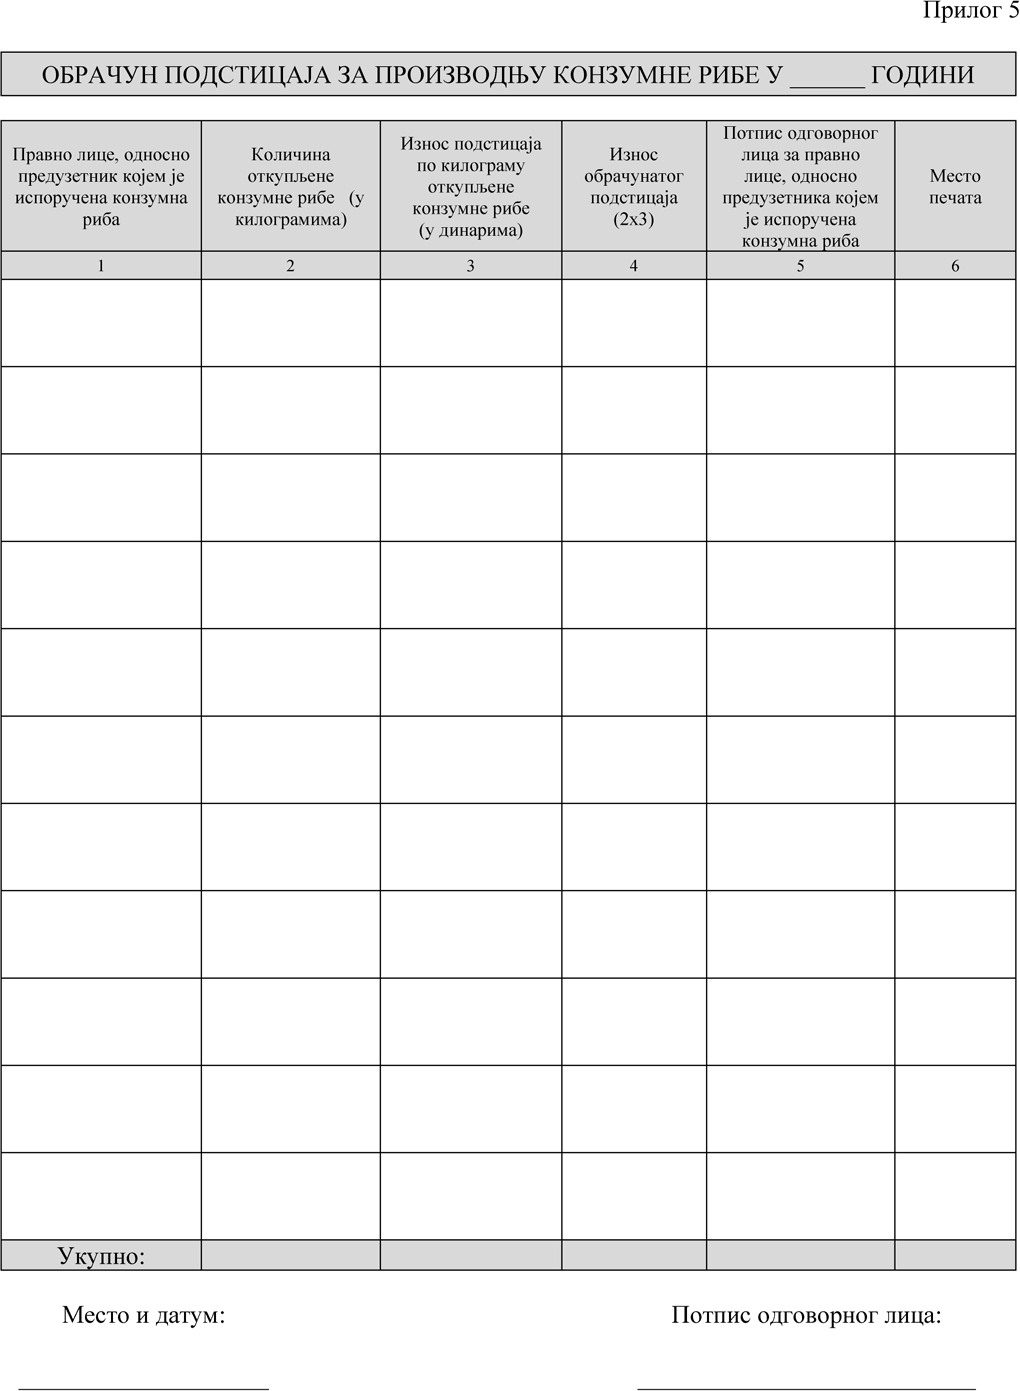 Прилог 5
ОБРАЧУН ПОДСТИЦАЈА ЗА ПРОИЗВОДЊУ КОНЗУМНЕ РИБЕ У ______ ГОДИНИ
Правно лице, односно
предузетник којем је
испоручена конзумна
риба
Количина
откупљене
конзумне рибе (у
килограмима)
Износ подстицаја
по килограму
откупљене
конзумне рибе
(у динарима)
Износ
обрачунатог
подстицаја
(2x3)
Потпис одговорног
лица за правно
лице, односно
предузетника којем
је испоручена
конзумна риба
Место
печата
1 2 3 4 5 6
Укупно:
Место и датум: Потпис одговорног лица: